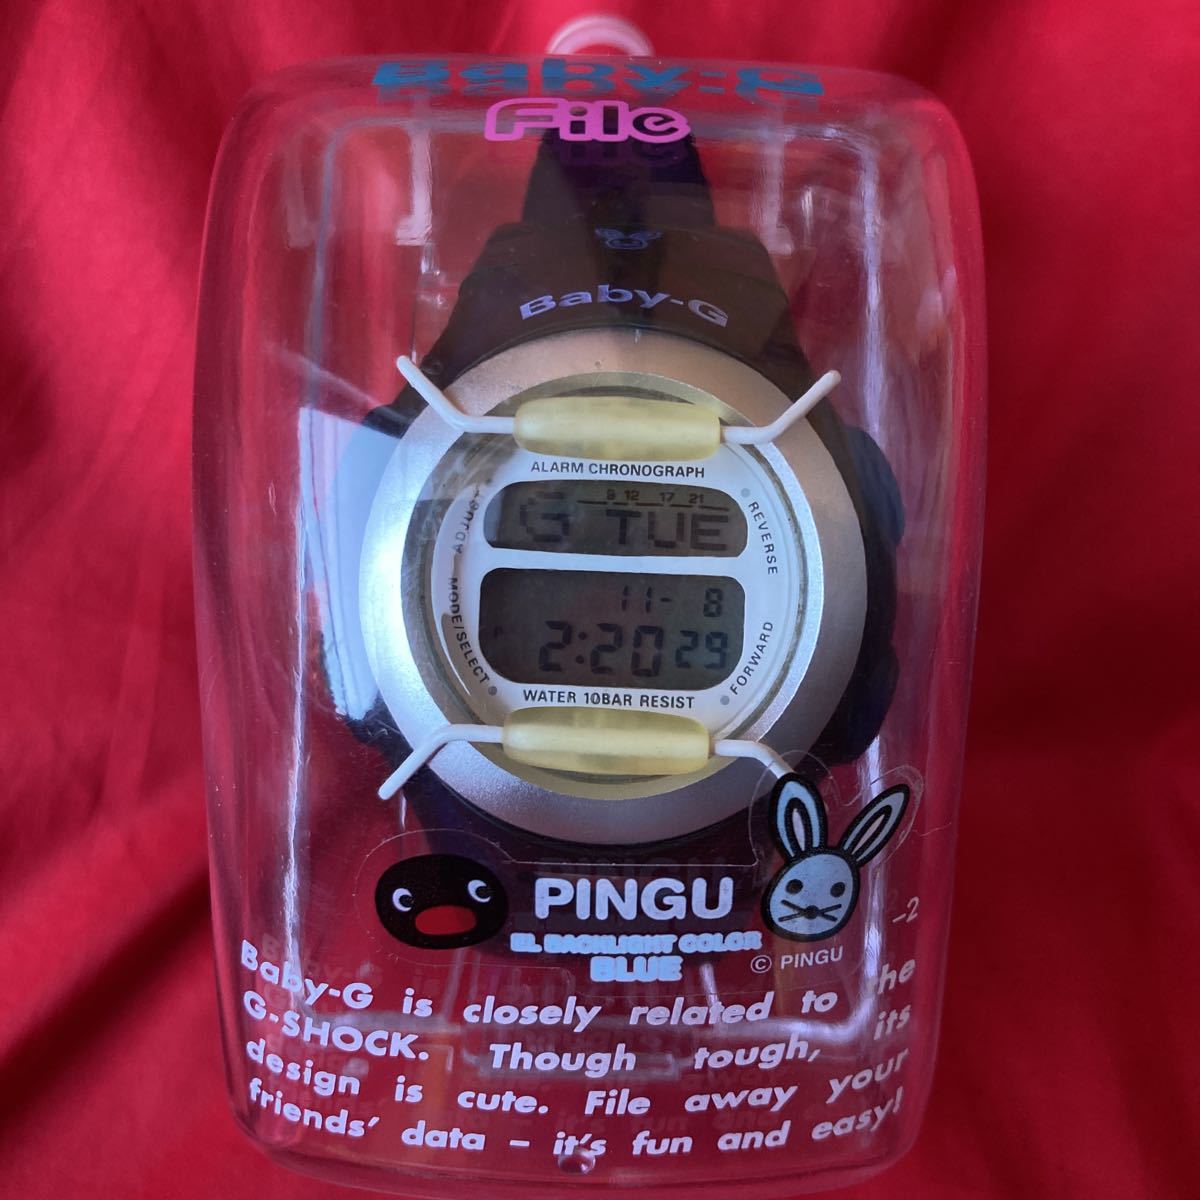 Baby-G
File
Baby-G
ALARM CHRONOGRAPH
ADJUST
REVERSE
9 12 17 21
G TUE
11- 8
P 2:20 29
MODE/SELECT
FORWARD
WATER 10BAR RESIST
PINGU
EL BACKLIGHT COLOR
BLUE
© PINGU
-2
Baby-G is closely related to the
G-SHOCK. Though tough, its
design is cute. File away your
friends' data – it's fun and easy!